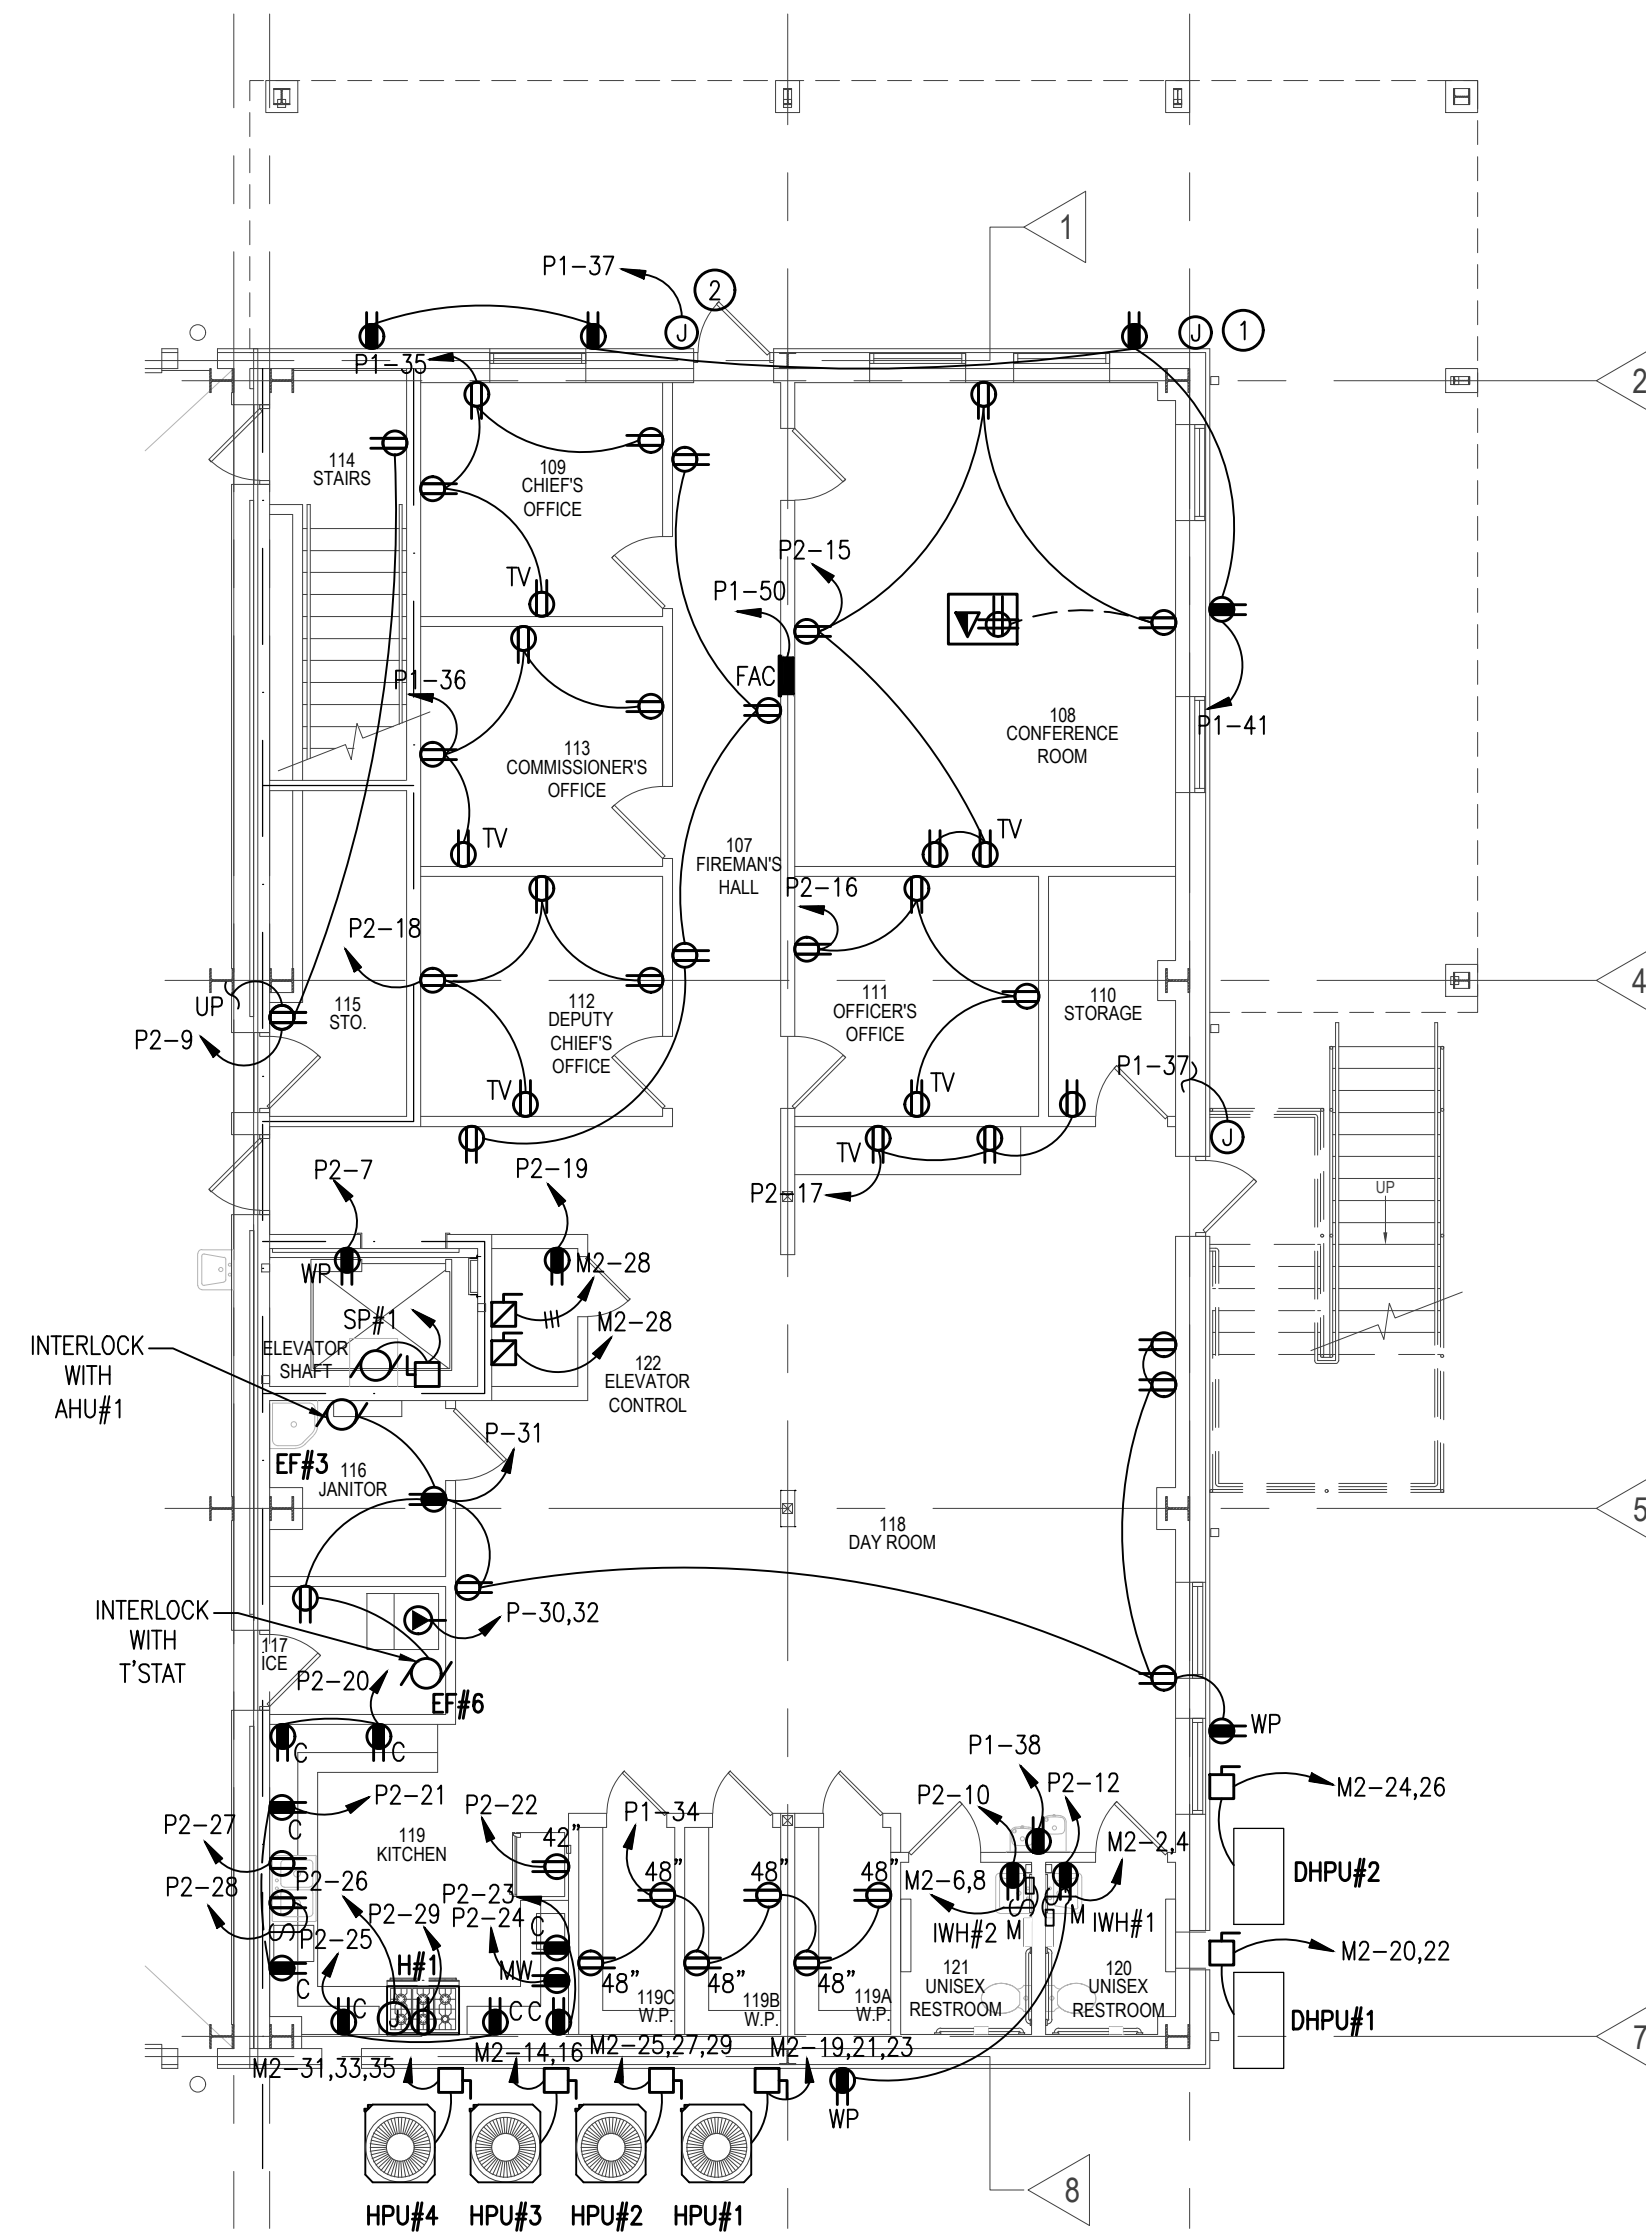 1
P1-37
2
J
J
1
P1-35
2
114
STAIRS
109
CHIEF'S
OFFICE
P2-15
TV
P1-50
FAC
P1-36
P1-41
108
CONFERENCE
ROOM
113
COMMISSIONER'S
OFFICE
TV
TV
107
FIREMAN'S
HALL
P2-16
P2-18
4
UP
115
STO.
112
DEPUTY
CHIEF'S
OFFICE
111
OFFICER'S
OFFICE
110
STORAGE
P2-9
P1-37
TV
TV
J
TV
P2-7
P2-19
P2-17
UP
WP
M2-28
SP#1
M2-28
INTERLOCK
WITH
AHU#1
ELEVATOR
SHAFT
122
ELEVATOR
CONTROL
P-31
EF#3
116
JANITOR
5
118
DAY ROOM
INTERLOCK
WITH
T'STAT
P-30,32
117
ICE
P2-20
EF#6
WP
C
C
P1-38
P2-10
P2-12
M2-24,26
P2-21
P2-22
P1-34
P2-27
C
119
KITCHEN
42"
M2-2,4
48"
48"
48"
DHPU#2
P2-28
P2-26
P2-23
M2-6,8
P2-29
P2-24
C
M
M
IWH#2
IWH#1
P2-25
H#1
MW
M2-20,22
C
48"
48"
48"
121
UNISEX
RESTROOM
120
UNISEX
RESTROOM
119C
W.P.
119B
W.P.
119A
W.P.
C
J
C
C
DHPU#1
7
M2-31,33,35
M2-14,16
M2-25,27,29
M2-19,21,23
WP
8
HPU#4
HPU#3
HPU#2
HPU#1